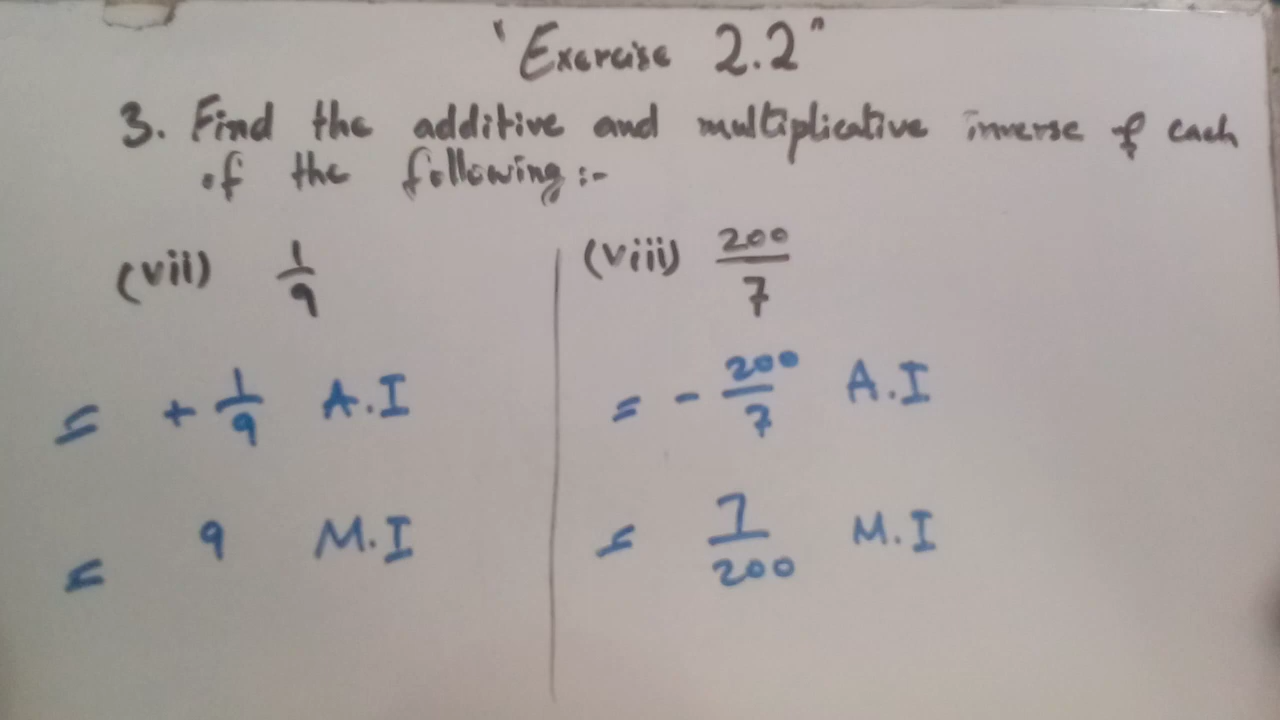 "Exercise 2.2"
3. Find the additive and multiplicative inverse of each
of the following :-
(vii) 1/9
= + 1/9 A.I
= 9 M.I
(viii) 200/7
= - 200/7 A.I
= 7/200 M.I